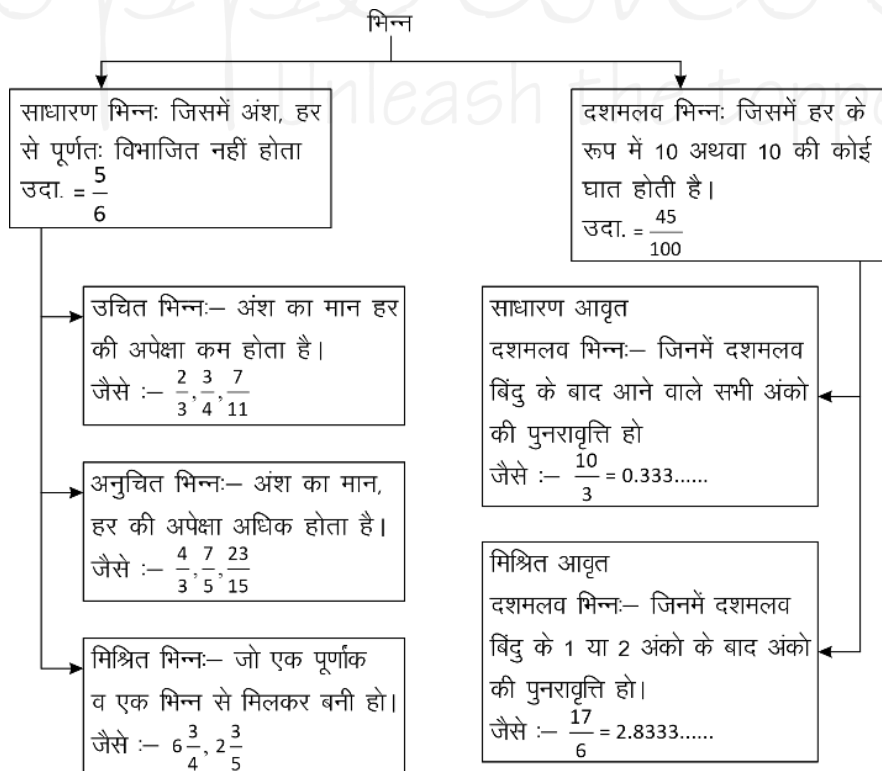 भिन्न
Unleash the topp
साधारण भिन्नः जिसमें अंश, हर
से पूर्णतः विभाजित नहीं होता
उदा. = 5/6
दशमलव भिन्नः जिसमें हर के
रूप में 10 अथवा 10 की कोई
घात होती है।
उदा. = 45/100
उचित भिन्नः– अंश का मान हर
की अपेक्षा कम होता है।
जैसे :– 2/3, 3/4, 7/11
अनुचित भिन्नः– अंश का मान,
हर की अपेक्षा अधिक होता है।
जैसे :– 4/3, 7/5, 23/15
मिश्रित भिन्नः– जो एक पूर्णांक
व एक भिन्न से मिलकर बनी हो।
जैसे :– 6 3/4, 2 3/5
साधारण आवृत
दशमलव भिन्नः– जिनमें दशमलव
बिंदु के बाद आने वाले सभी अंको
की पुनरावृत्ति हो
जैसे :– 10/3 = 0.333......
मिश्रित आवृत
दशमलव भिन्नः– जिनमें दशमलव
बिंदु के 1 या 2 अंको के बाद अंको
की पुनरावृत्ति हो।
जैसे :– 17/6 = 2.8333......